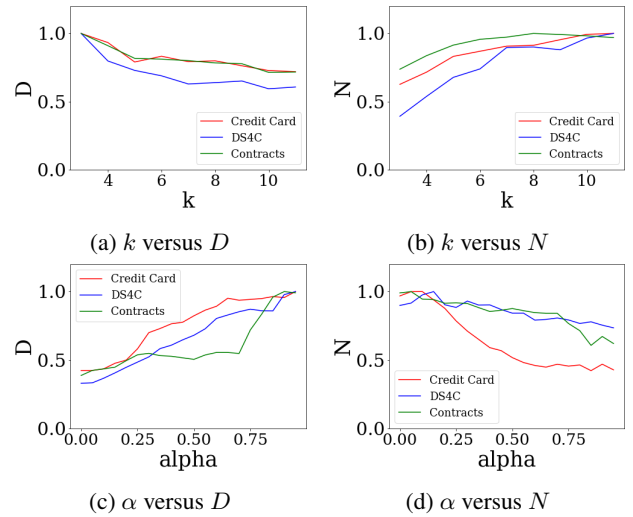 1.0
0.5
0.0
D
4
6
8
10
k
Credit Card
DS4C
Contracts
(a) k versus D
1.0
0.5
0.0
N
4
6
8
10
k
Credit Card
DS4C
Contracts
(b) k versus N
1.0
0.5
0.0
D
0.00
0.25
0.50
0.75
alpha
Credit Card
DS4C
Contracts
(c) α versus D
1.0
0.5
0.0
N
0.00
0.25
0.50
0.75
alpha
Credit Card
DS4C
Contracts
(d) α versus N